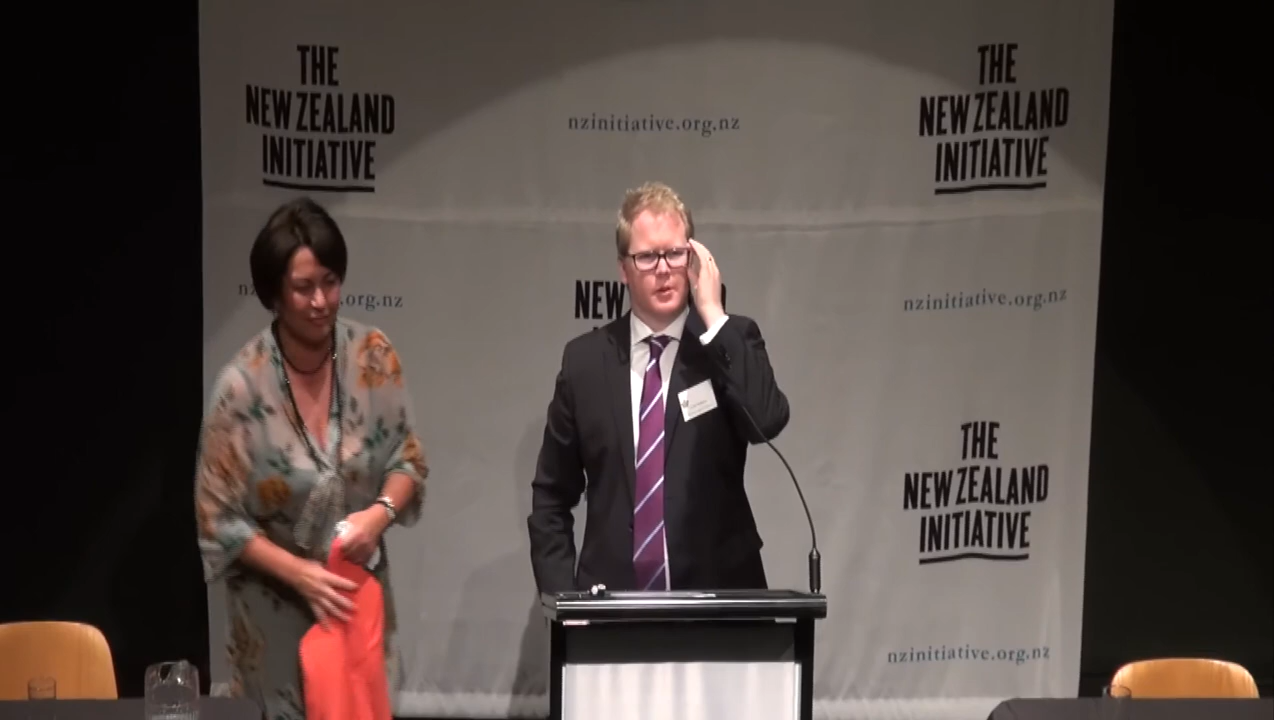 THE
NEW ZEALAND
INITIATIVE
nzinitiative.org.nz
THE
NEW ZEALAND
INITIATIVE
.org.nz
NEW
nzinitiative.org.nz
THE
NEW ZEALAND
INITIATIVE
nzinitiative.org.nz